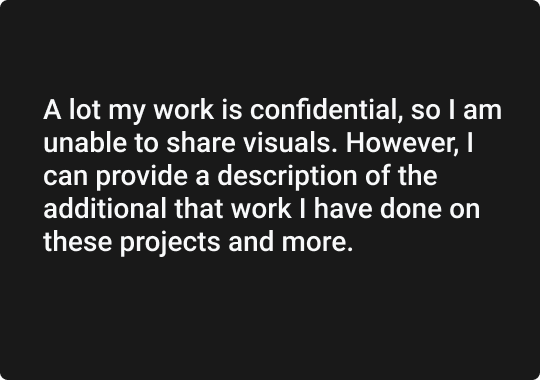 A lot my work is confidential, so I am
unable to share visuals. However, I
can provide a description of the
additional that work I have done on
these projects and more.